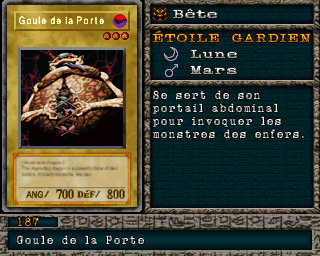 Goule de la Porte
ANG/ 700 DÉF/ 800
Bête
ÉTOILE GARDIEN
Lune
Mars
Se sert de son
portail abdominal
pour invoquer les
monstres des enfers.
187
Goule de la Porte